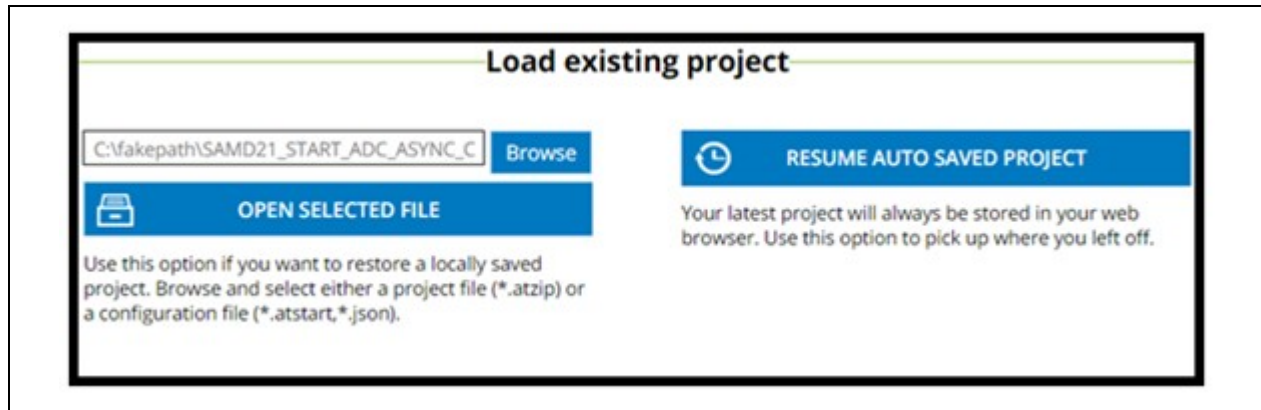 Load existing project
C:\fakepath\SAMD21_START_ADC_ASYNC_C
Browse
OPEN SELECTED FILE
Use this option if you want to restore a locally saved
project. Browse and select either a project file (*.atzip) or
a configuration file (*.atstart,*.json).
RESUME AUTO SAVED PROJECT
Your latest project will always be stored in your web
browser. Use this option to pick up where you left off.